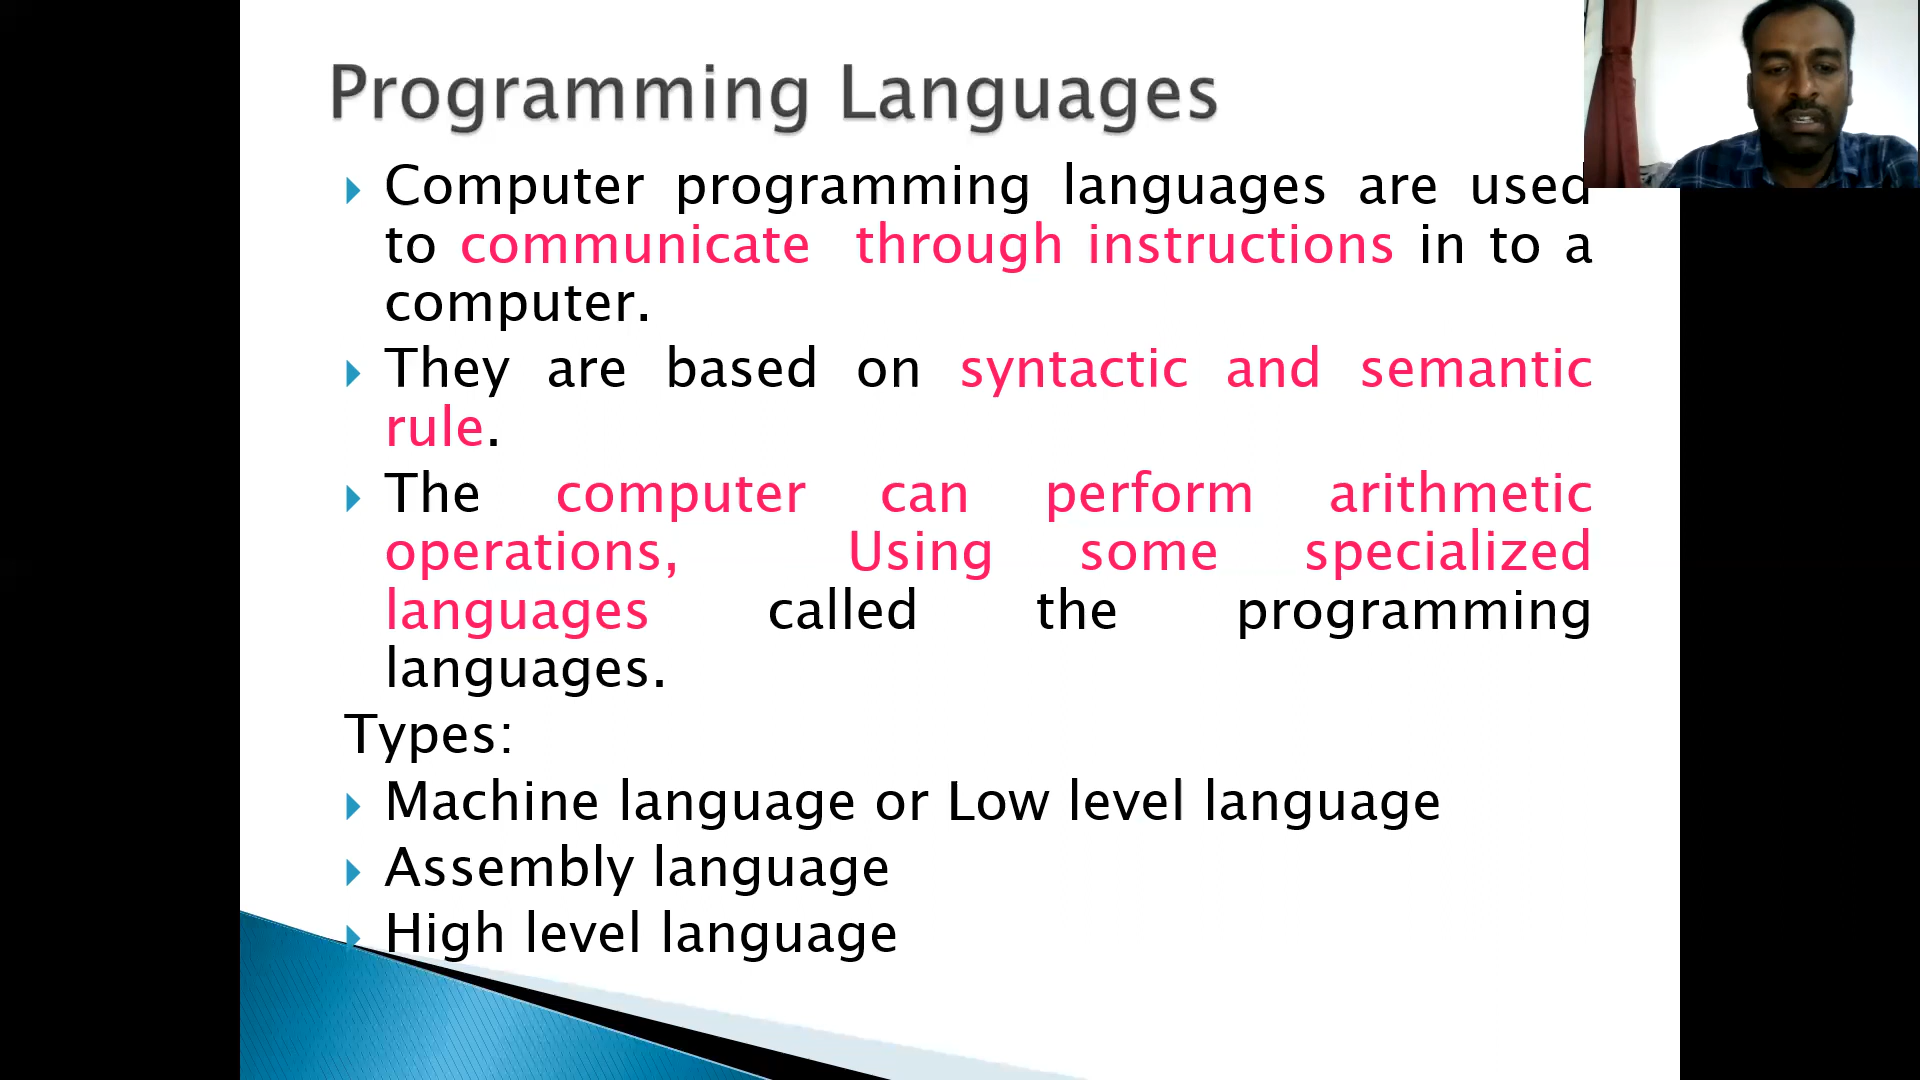 Programming Languages
Computer programming languages are used
to communicate through instructions in to a
computer.
They are based on syntactic and semantic
rule.
The computer can perform arithmetic
operations, Using some specialized
languages called the programming
languages.
Types:
Machine language or Low level language
Assembly language
High level language